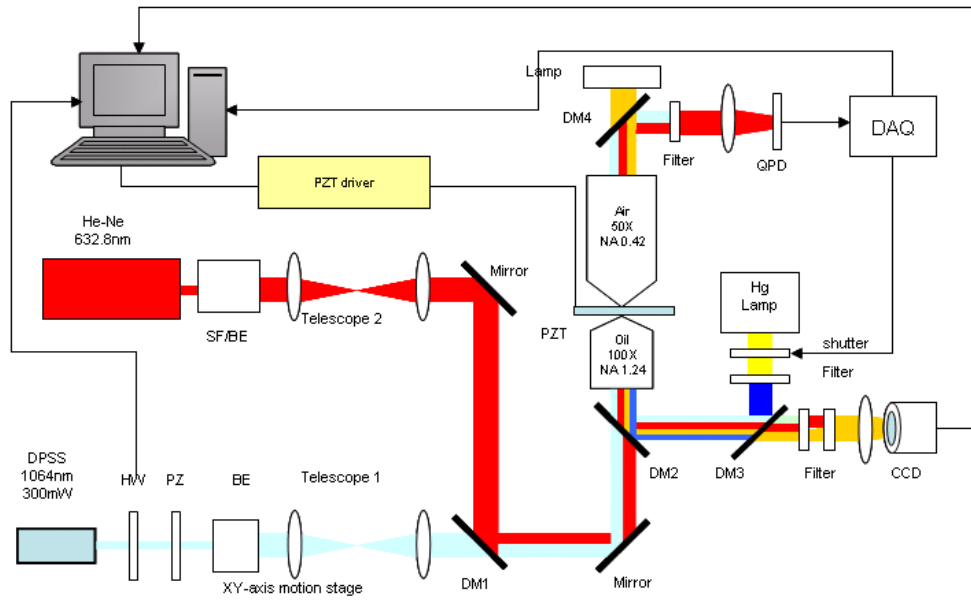 Lamp
DM4
Filter
QPD
DAQ
PZT driver
Air
50X
NA 0.42
He-Ne
632.8nm
Mirror
Hg
Lamp
Telescope 2
SF/BE
PZT
Oil
100X
NA 1.24
shutter
Filter
DPSS
1064nm
300mW
HW
PZ
BE
Telescope 1
DM2
DM3
Filter
CCD
XY-axis motion stage
DM1
Mirror